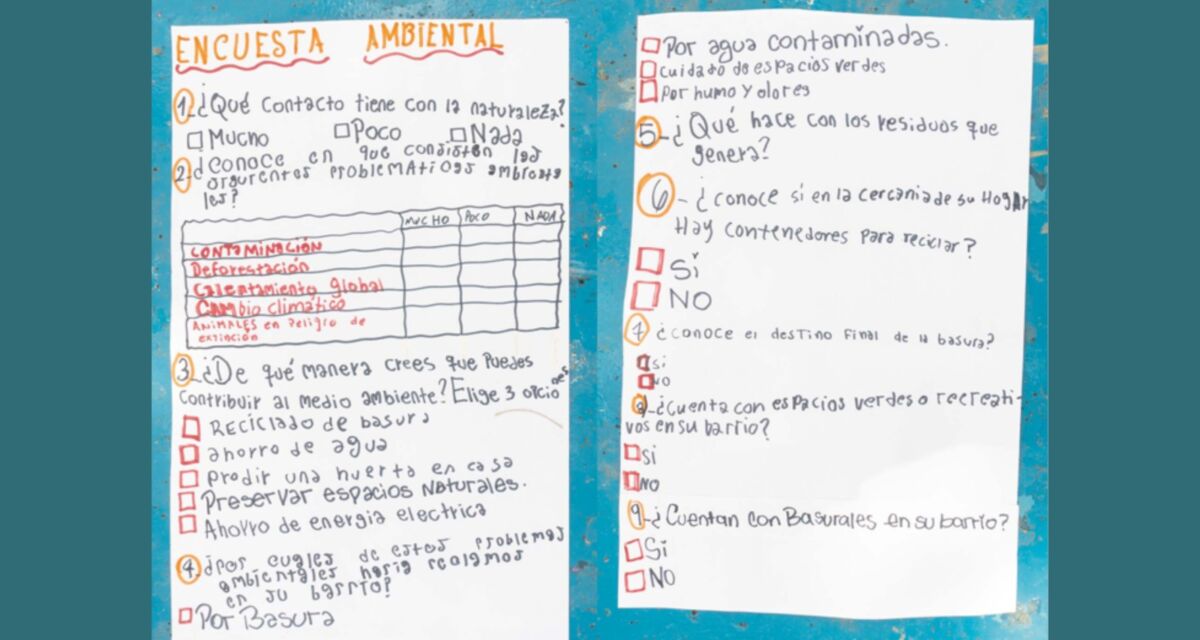 ENCUESTA AMBIENTAL
1-¿Qué contacto tiene con la naturaleza?
Mucho Poco Nada
2-¿Conoce en que consisten las
problematicas ambienta
les?
MUCHO POCO NADA
CONTAMINACIÓN
Deforestación
Calentamiento global
CAMbio climático
ANIMALES en Peligro de
extinción
3-¿De qué manera crees que puedes
contribuir al medio ambiente? Elige 3 opciones
Reciclado de basura
ahorro de agua
Prodir una huerta en casa
Preservar espacios Naturales.
Ahorro de energia electrica
4-¿Por cuales de estos problemas
ambientales haria reclamos
en su barrio?
Por Basura
Por agua contaminadas.
cuidado de espacios verdes
Por humo y olores
5-¿Qué hace con los residuos que
genera?
6-¿conoce si en la cercania de su Hogar
Hay contenedores para reciclar?
Si
NO
7 ¿conoce el destino final de la basura?
Si
NO
8-¿Cuenta con espacios verdes o recreati-
vos en su barrio?
Si
NO
9-¿Cuentan con Basurales en su barrio?
Si
NO